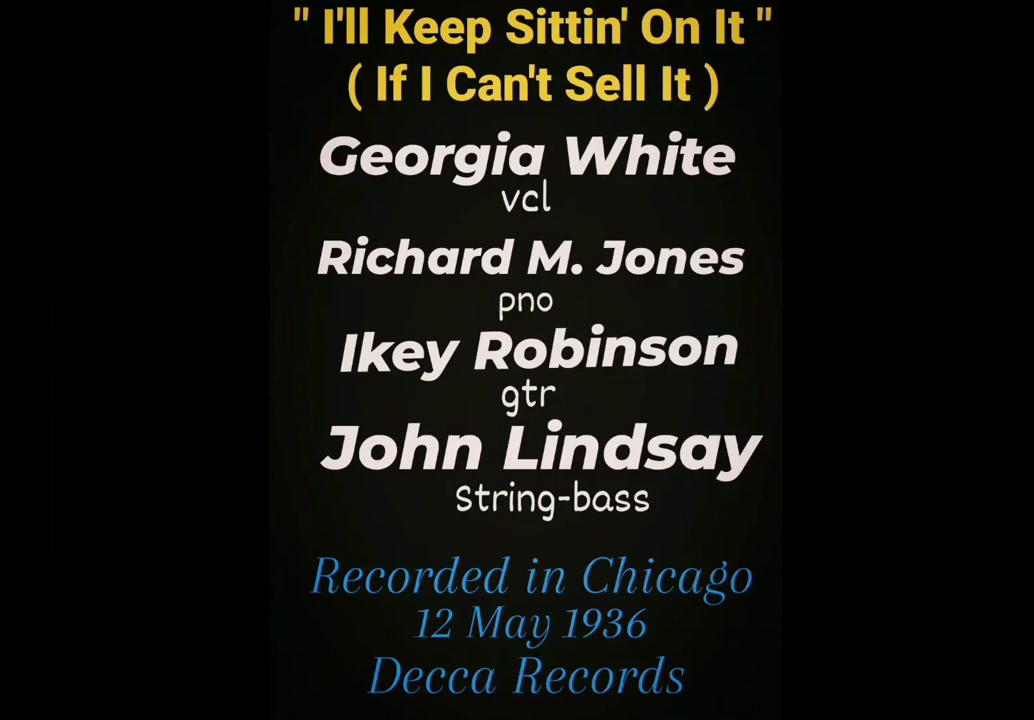 " I'll Keep Sittin' On It "
( If I Can't Sell It )
Georgia White
vcl
Richard M. Jones
pno
Ikey Robinson
gtr
John Lindsay
string-bass
Recorded in Chicago
12 May 1936
Decca Records